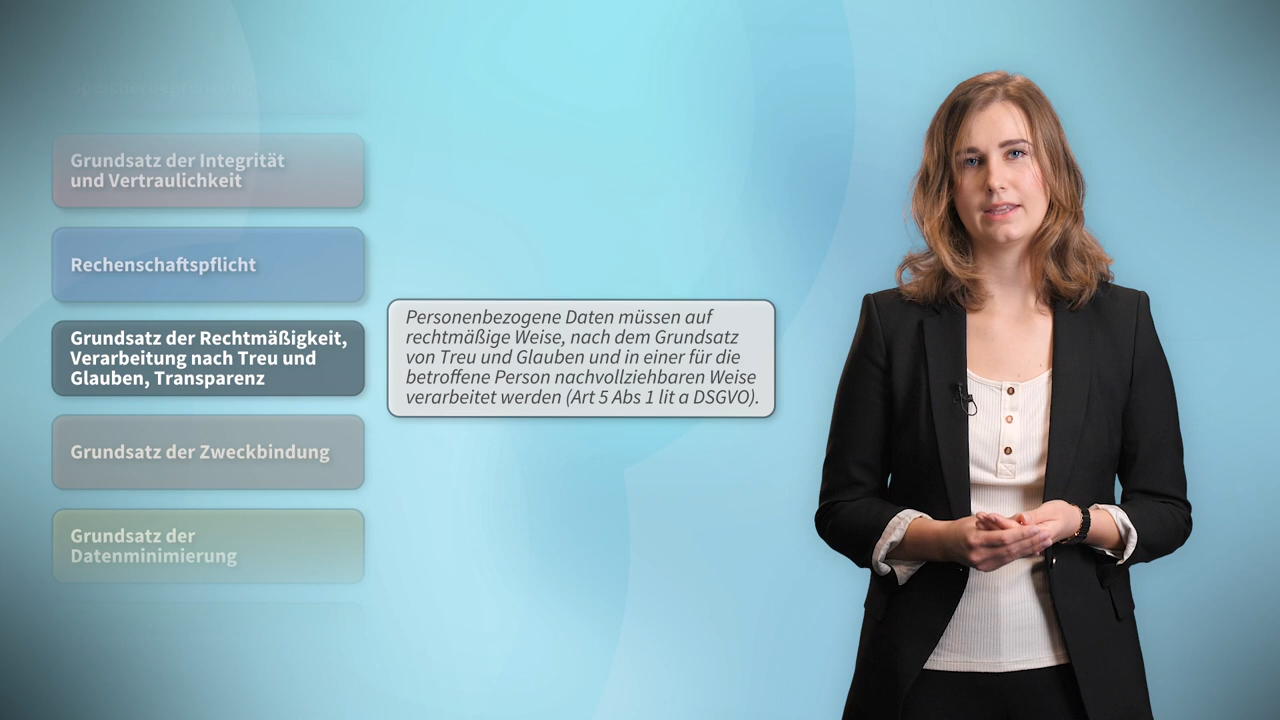 Grundsatz der Integrität
und Vertraulichkeit
Rechenschaftspflicht
Grundsatz der Rechtmäßigkeit,
Verarbeitung nach Treu und
Glauben, Transparenz
Grundsatz der Zweckbindung
Grundsatz der
Datenminimierung
Personenbezogene Daten müssen auf
rechtmäßige Weise, nach dem Grundsatz
von Treu und Glauben und in einer für die
betroffene Person nachvollziehbaren Weise
verarbeitet werden (Art 5 Abs 1 lit a DSGVO).